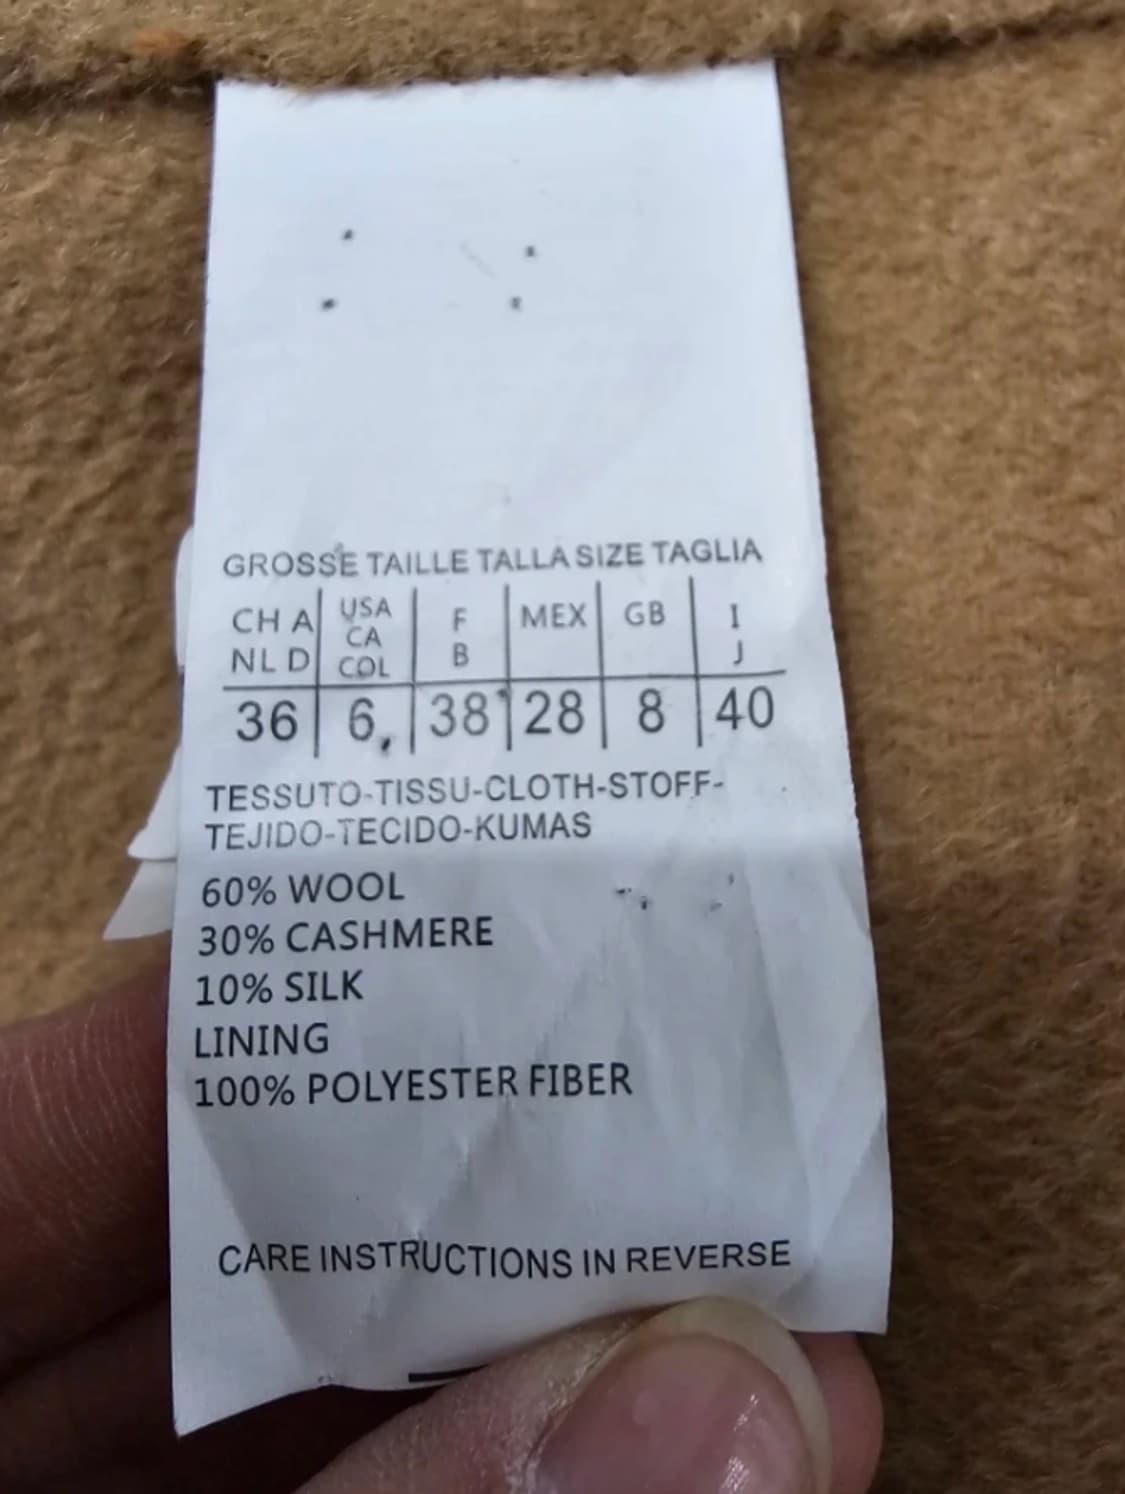 GROSSE TAILLE TALLA SIZE TAGLIA
CH A NL D | USA CA COL | F B | MEX | GB | I J
36 | 6 | 38 | 28 | 8 | 40
TESSUTO-TISSU-CLOTH-STOFF-
TEJIDO-TECIDO-KUMAS
60% WOOL
30% CASHMERE
10% SILK
LINING
100% POLYESTER FIBER
CARE INSTRUCTIONS IN REVERSE